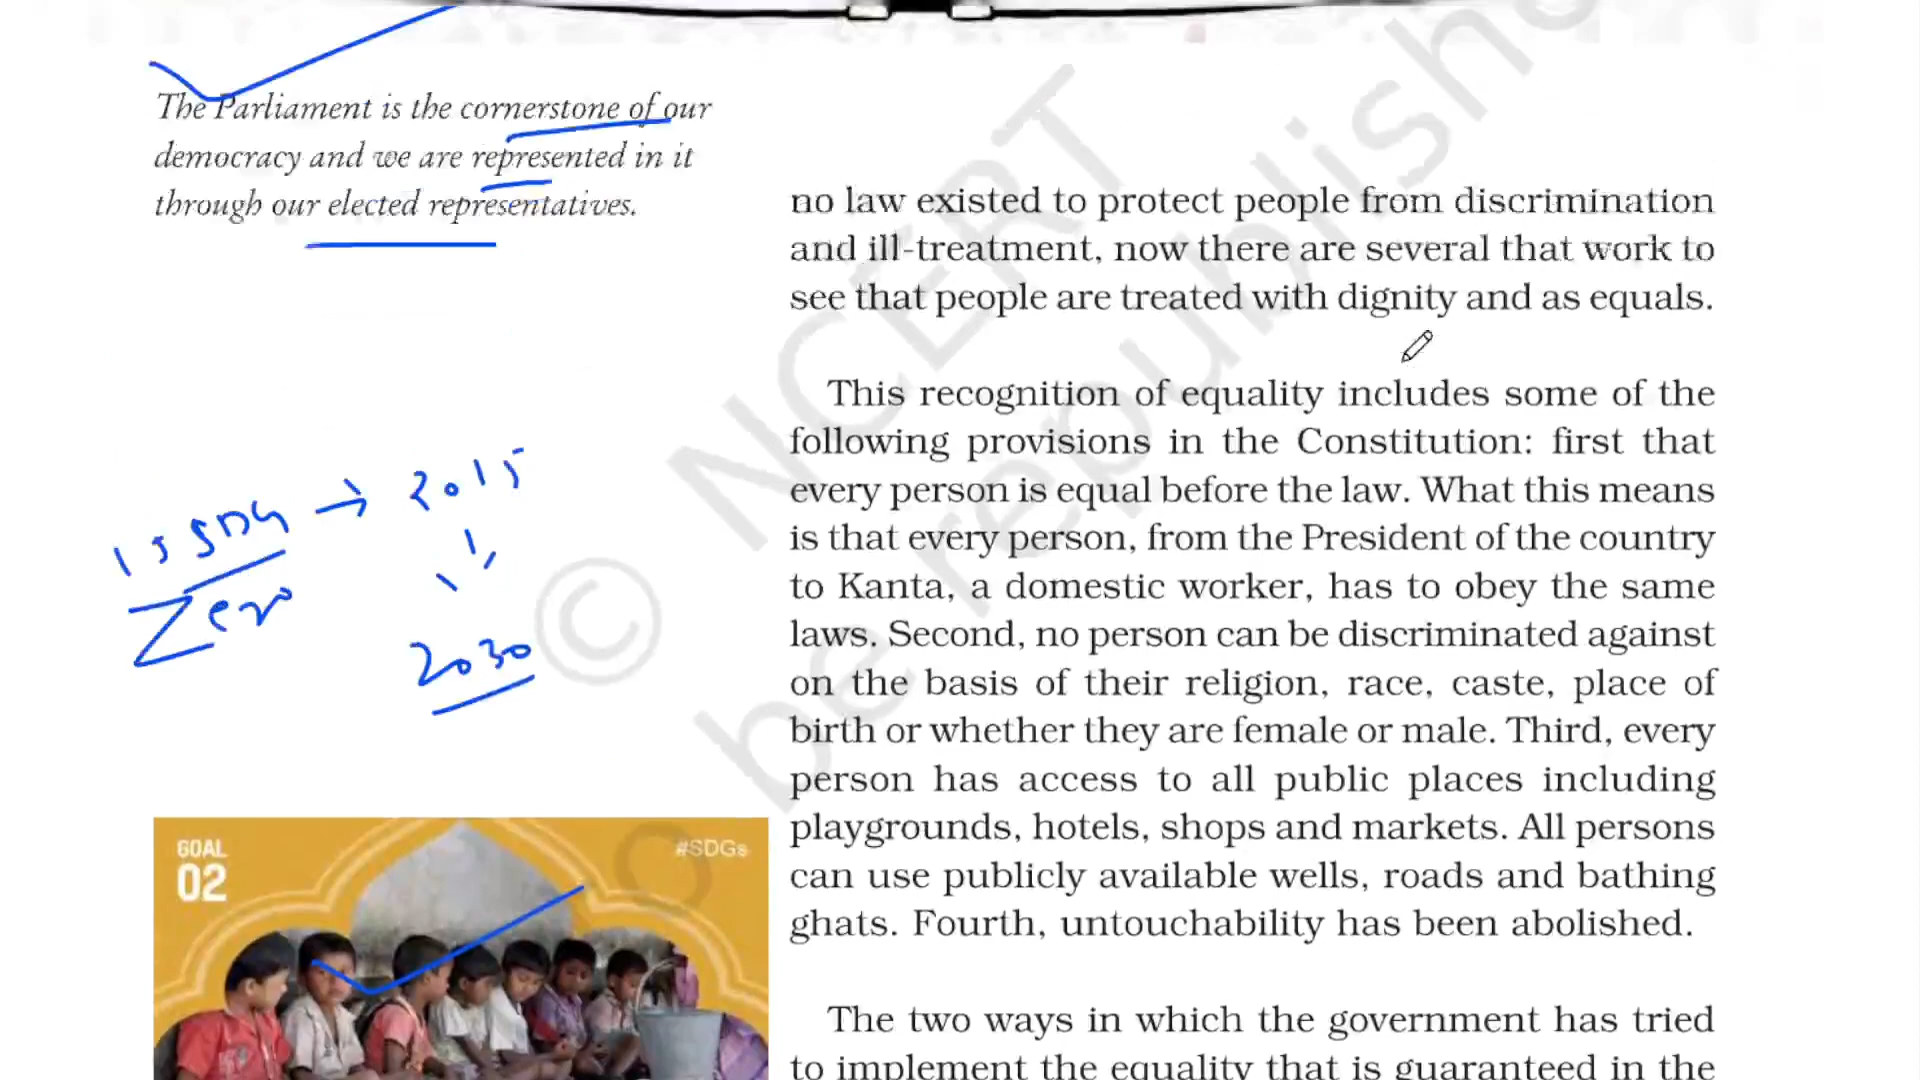 The Parliament is the cornerstone of our
democracy and we are represented in it
through our elected representatives.
15 SDG → 2015
Zero
2030
GOAL
02
#SDGs
no law existed to protect people from discrimination
and ill-treatment, now there are several that work to
see that people are treated with dignity and as equals.
This recognition of equality includes some of the
following provisions in the Constitution: first that
every person is equal before the law. What this means
is that every person, from the President of the country
to Kanta, a domestic worker, has to obey the same
laws. Second, no person can be discriminated against
on the basis of their religion, race, caste, place of
birth or whether they are female or male. Third, every
person has access to all public places including
playgrounds, hotels, shops and markets. All persons
can use publicly available wells, roads and bathing
ghats. Fourth, untouchability has been abolished.
The two ways in which the government has tried
to implement the equality that is guaranteed in the
© NCERT
be republishe